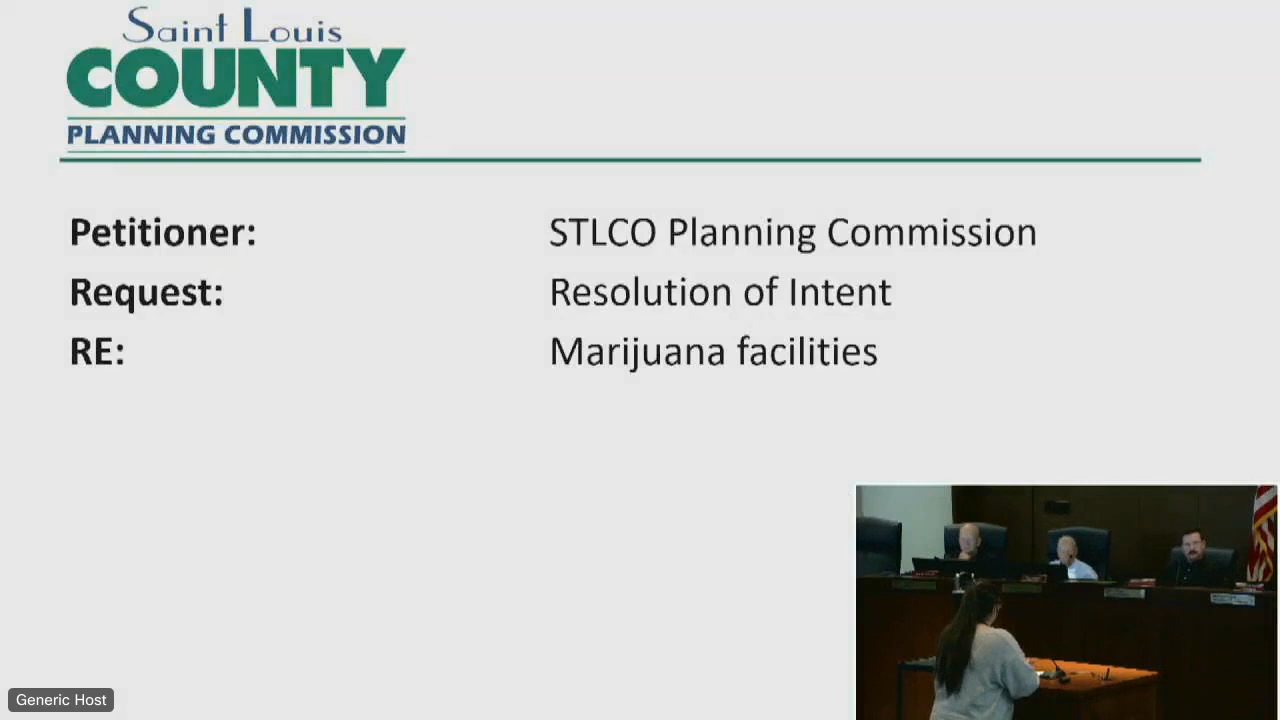 Saint Louis
COUNTY
PLANNING COMMISSION
Petitioner: STLCO Planning Commission
Request: Resolution of Intent
RE: Marijuana facilities
Generic Host